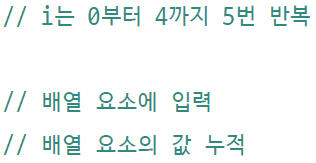 // i는 0부터 4까지 5번 반복
// 배열 요소에 입력
// 배열 요소의 값 누적